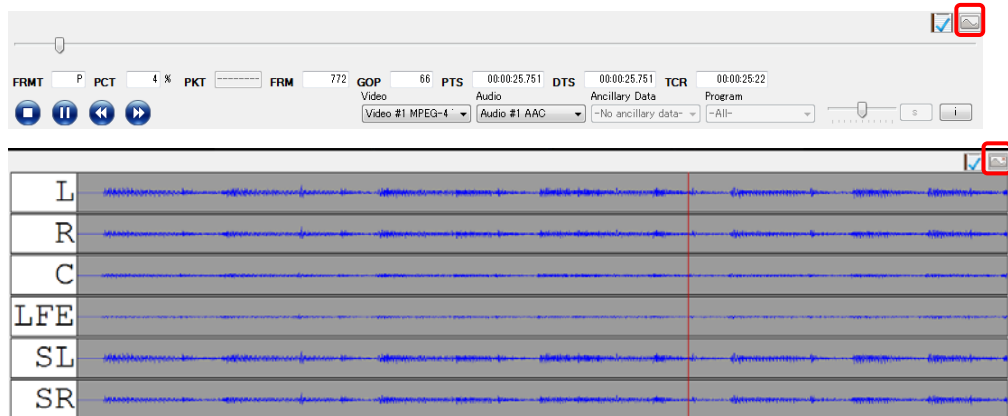 FRMT P PCT 4 % PKT -------- FRM 772 GOP 66 PTS 00:00:25.751 DTS 00:00:25.751 TCR 00:00:25:22
Video Audio Ancillary Data Program
Video #1 MPEG-4 Audio #1 AAC -No ancillary data- -All- s i
L
R
C
LFE
SL
SR